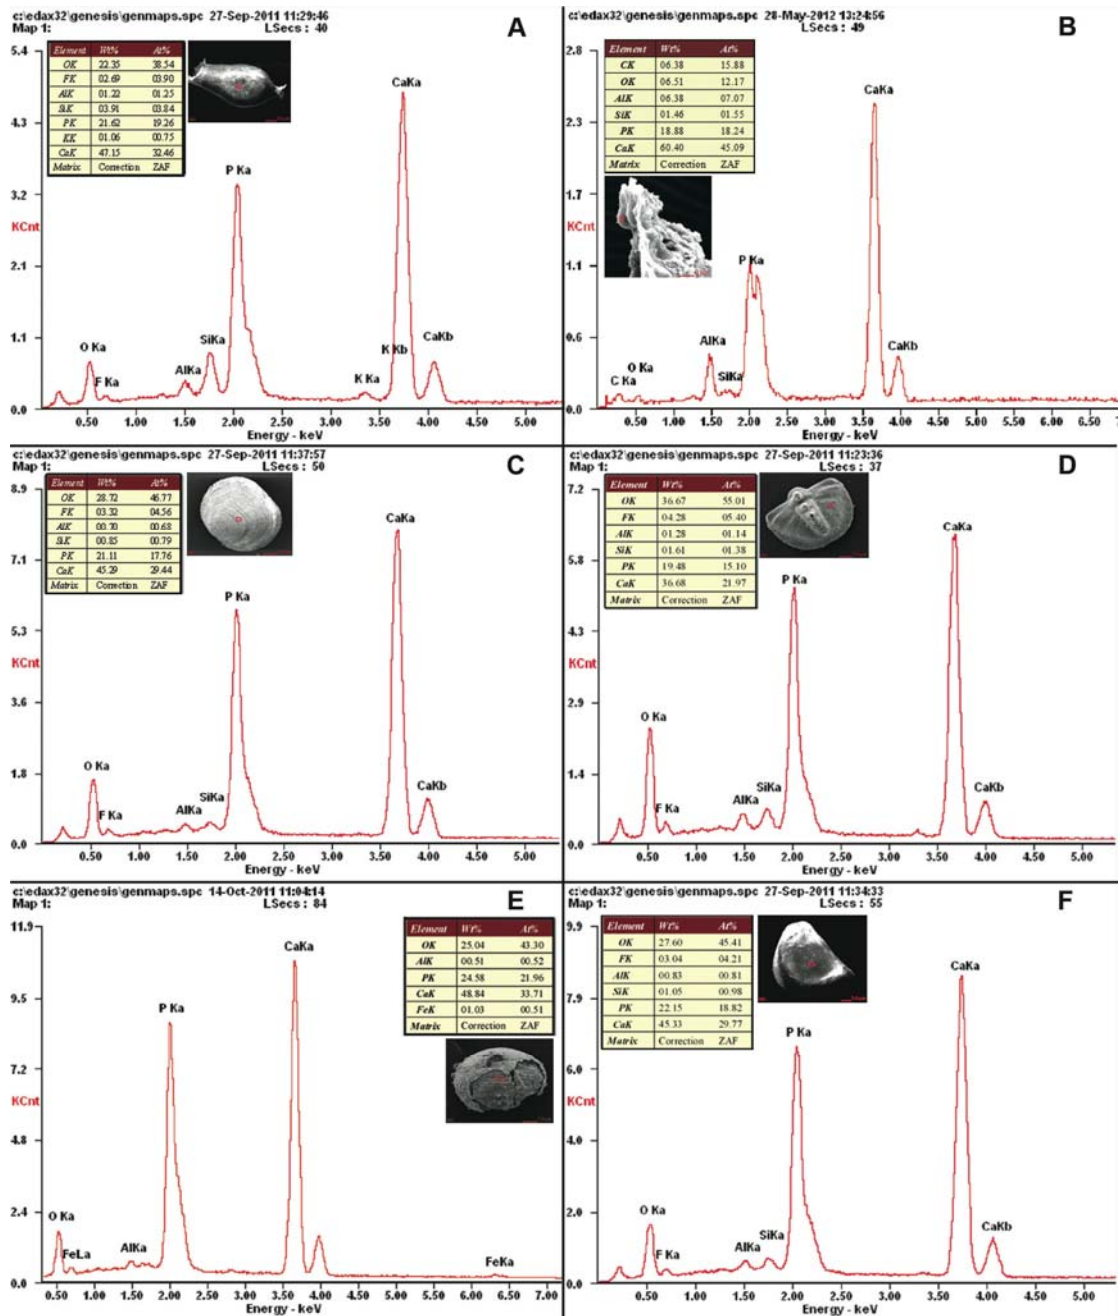 c:\edax32\genesis\genmaps.spc 27-Sep-2011 11:29:46
Map 1: LSecs : 40
A
5.4
4.3
3.2
KCnt
2.1
1.1
0.0
Element Wt% At%
OK 22.35 38.54
FK 02.69 03.90
AlK 01.22 01.25
SiK 03.91 03.84
PK 21.62 19.26
KK 01.06 00.75
CaK 47.15 32.46
Matrix Correction ZAF
O Ka
F Ka
AlKa
SiKa
P Ka
K Ka
K Kb
CaKa
CaKb
0.50 1.00 1.50 2.00 2.50 3.00 3.50 4.00 4.50 5.00
Energy - keV
c:\edax32\genesis\genmaps.spc 28-May-2012 13:24:56
Map 1: LSecs : 49
B
2.8
2.3
1.7
KCnt
1.1
0.6
0.0
Element Wt% At%
CK 06.38 15.88
OK 06.51 12.17
AlK 06.38 07.07
SiK 01.46 01.55
PK 18.88 18.24
CaK 60.40 45.09
Matrix Correction ZAF
C Ka
O Ka
AlKa
SiKa
P Ka
CaKa
CaKb
1.00 2.00 3.00 4.00 5.00 6.00 7
Energy - keV
c:\edax32\genesis\genmaps.spc 27-Sep-2011 11:37:57
Map 1: LSecs : 50
C
8.9
7.1
5.3
KCnt
3.6
1.8
0.0
Element Wt% At%
OK 28.72 46.77
FK 03.32 04.56
AlK 00.70 00.68
SiK 00.85 00.79
PK 21.11 17.76
CaK 45.29 29.44
Matrix Correction ZAF
O Ka
F Ka
AlKa
SiKa
P Ka
CaKa
CaKb
0.50 1.00 1.50 2.00 2.50 3.00 3.50 4.00 4.50 5.00
Energy - keV
c:\edax32\genesis\genmaps.spc 27-Sep-2011 11:23:36
Map 1: LSecs : 37
D
7.2
5.8
4.3
KCnt
2.9
1.4
0.0
Element Wt% At%
OK 36.67 55.01
FK 04.28 05.40
AlK 01.28 01.14
SiK 01.61 01.38
PK 19.48 15.10
CaK 36.68 21.97
Matrix Correction ZAF
O Ka
F Ka
AlKa
SiKa
P Ka
CaKa
CaKb
0.50 1.00 1.50 2.00 2.50 3.00 3.50 4.00 4.50 5.00
Energy - keV
c:\edax32\genesis\genmaps.spc 14-Oct-2011 11:04:14
Map 1: LSecs : 84
E
11.9
9.5
7.2
KCnt
4.8
2.4
0.0
Element Wt% At%
OK 25.04 43.30
AlK 00.51 00.52
PK 24.58 21.96
CaK 48.84 33.71
FeK 01.03 00.51
Matrix Correction ZAF
O Ka
FeLa
AlKa
P Ka
CaKa
FeKa
0.50 1.00 2.00 3.00 4.00 5.00 6.00 7.00
Energy - keV
c:\edax32\genesis\genmaps.spc 27-Sep-2011 11:34:33
Map 1: LSecs : 55
F
9.9
7.9
6.0
KCnt
4.0
2.0
0.0
Element Wt% At%
OK 27.60 45.41
FK 03.04 04.21
AlK 00.83 00.81
SiK 01.05 00.98
PK 22.15 18.82
CaK 45.33 29.77
Matrix Correction ZAF
O Ka
F Ka
AlKa
SiKa
P Ka
CaKa
CaKb
0.50 1.00 1.50 2.00 2.50 3.00 3.50 4.00 4.50 5.00
Energy - keV